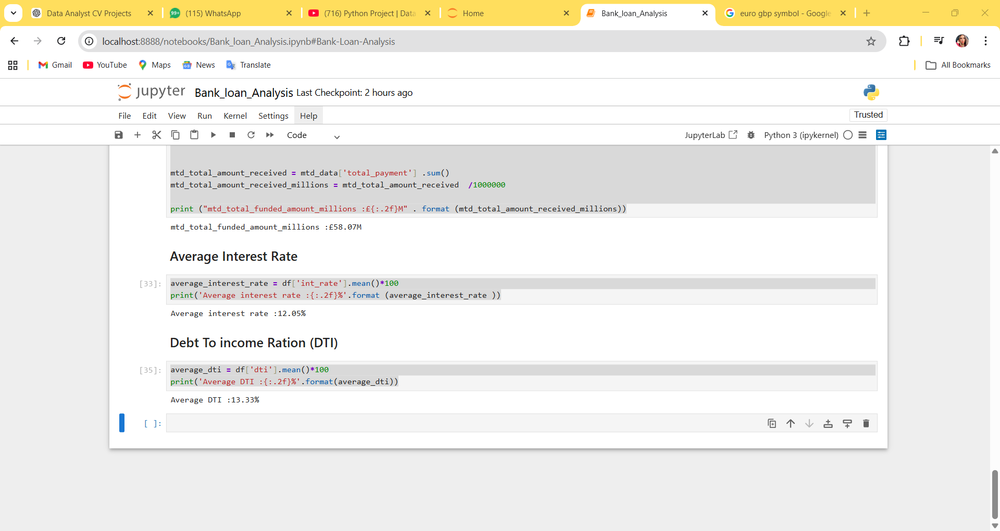 Data Analyst CV Projects
99+ (115) WhatsApp
(716) Python Project | Data
Home
Bank_loan_Analysis
euro gbp symbol - Google
localhost:8888/notebooks/Bank_loan_Analysis.ipynb#Bank-Loan-Analysis
Gmail YouTube Maps News Translate All Bookmarks
jupyter Bank_loan_Analysis Last Checkpoint: 2 hours ago
File Edit View Run Kernel Settings Help Trusted
Code JupyterLab Python 3 (ipykernel)
mtd_total_amount_received = mtd_data['total_payment'] .sum()
mtd_total_amount_received_millions = mtd_total_amount_received  /1000000
print ("mtd_total_funded_amount_millions :£{:.2f}M" . format (mtd_total_amount_received_millions))
mtd_total_funded_amount_millions :£58.07M
Average Interest Rate
[33]: average_interest_rate = df['int_rate'].mean()*100
print('Average interest rate :{:.2f}%'.format (average_interest_rate ))
Average interest rate :12.05%
Debt To income Ration (DTI)
[35]: average_dti = df['dti'].mean()*100
print('Average DTI :{:.2f}%'.format(average_dti))
Average DTI :13.33%
[ ]: